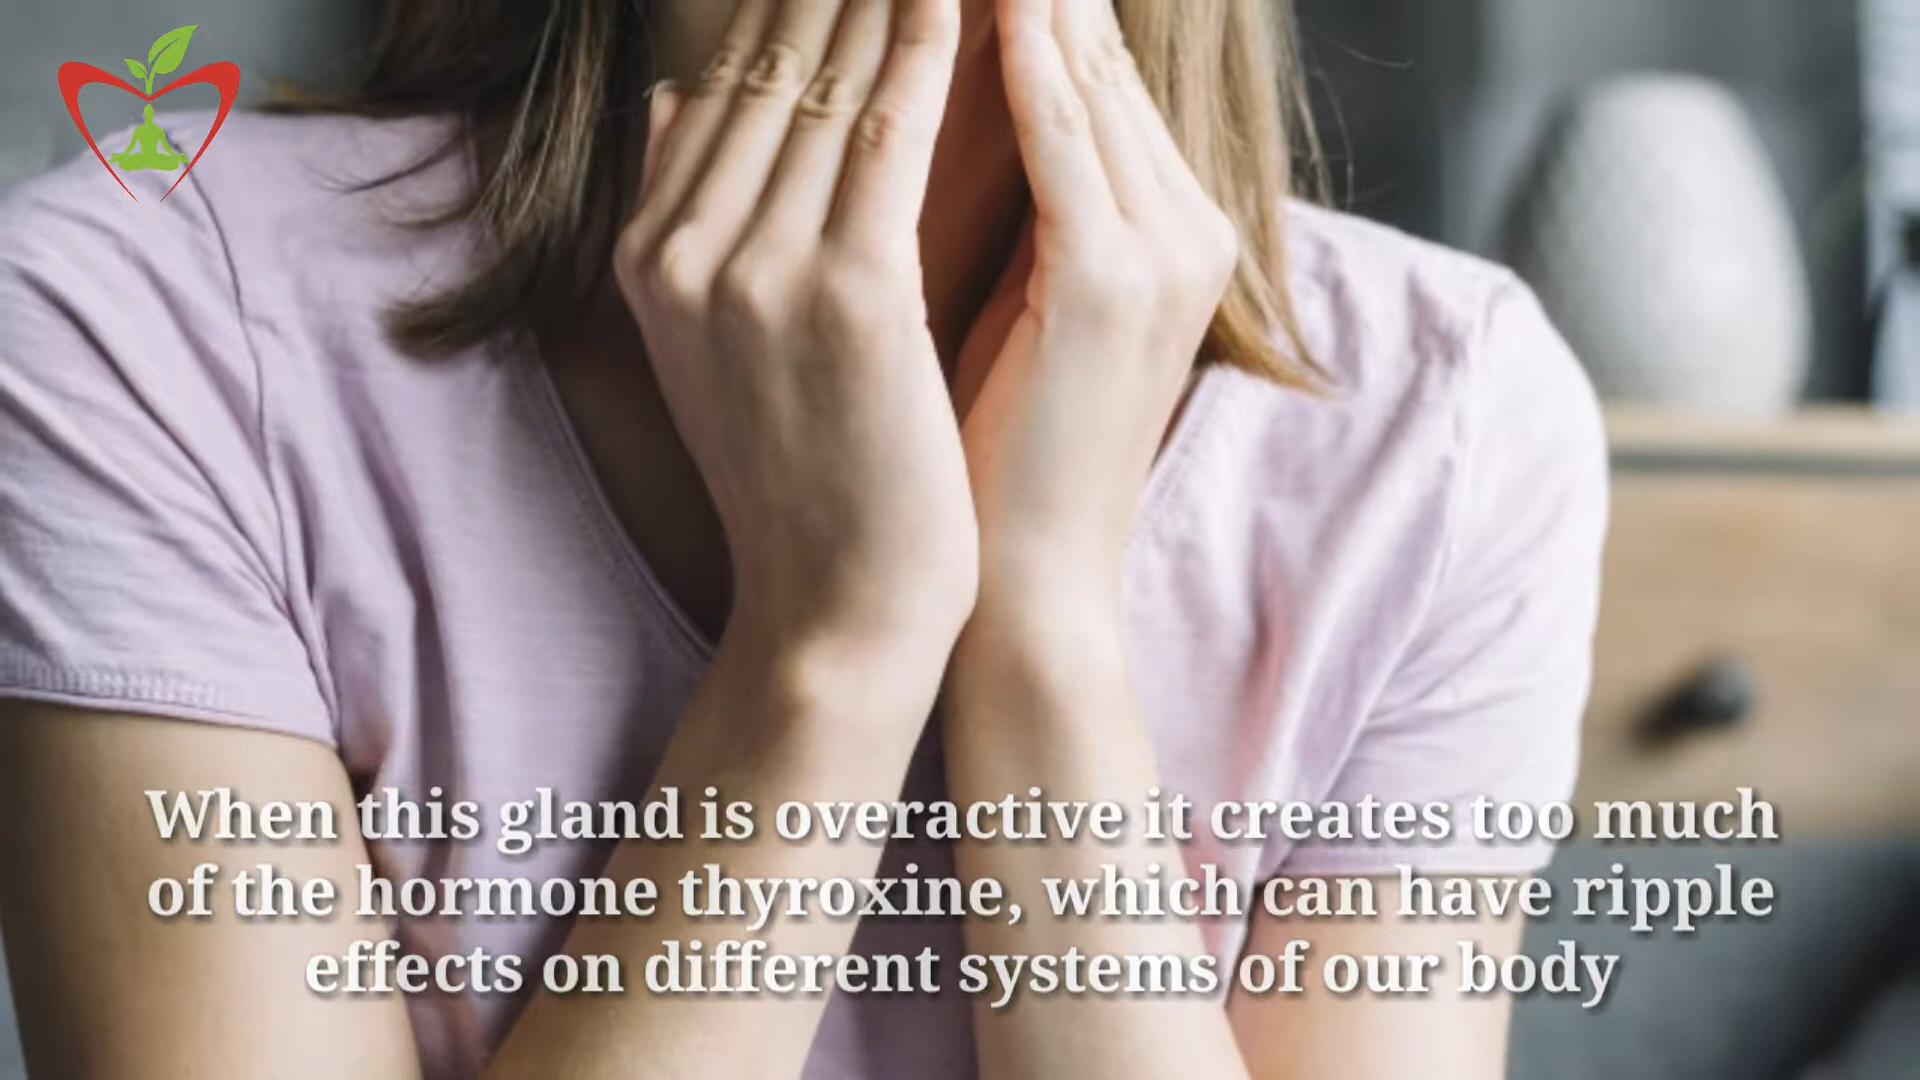 When this gland is overactive it creates too much
of the hormone thyroxine, which can have ripple
effects on different systems of our body